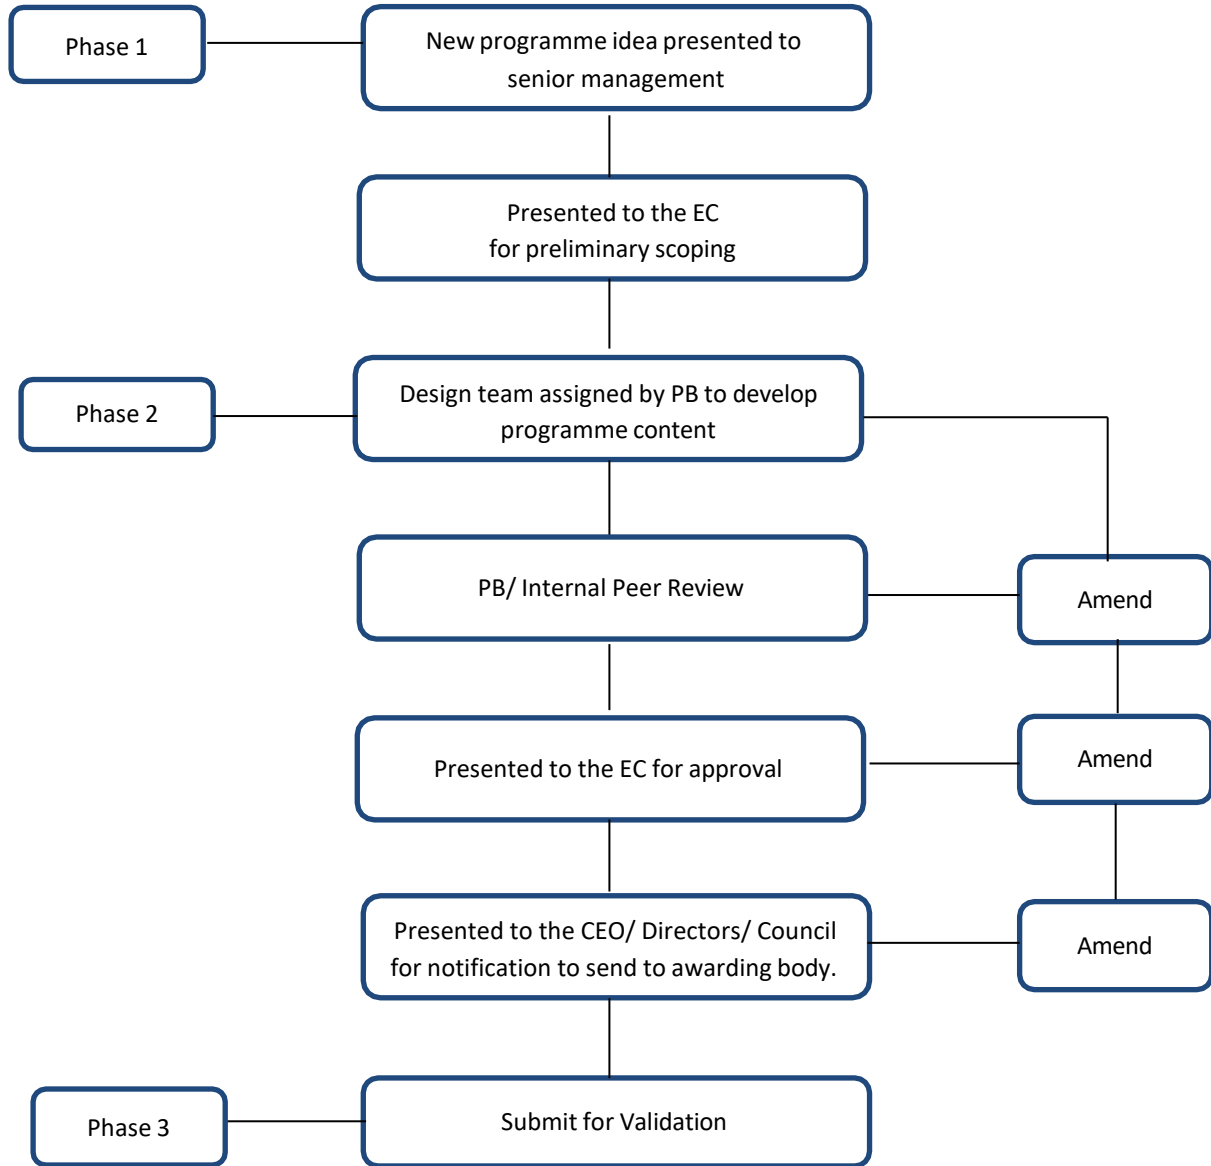 Phase 1
New programme idea presented to
senior management
Presented to the EC
for preliminary scoping
Phase 2
Design team assigned by PB to develop
programme content
PB/ Internal Peer Review
Amend
Presented to the EC for approval
Amend
Presented to the CEO/ Directors/ Council
for notification to send to awarding body.
Amend
Phase 3
Submit for Validation